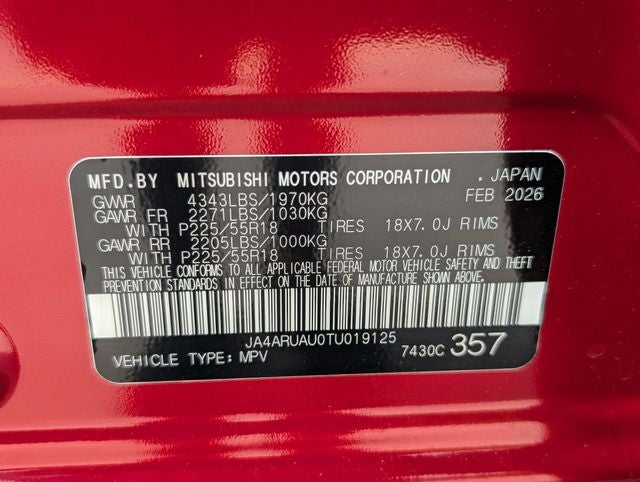 MFD.BY MITSUBISHI MOTORS CORPORATION . JAPAN
GVWR 4343LBS/1970KG FEB 2026
GAWR FR 2271LBS/1030KG
WITH P225/55R18 TIRES 18X7.0J RIMS
GAWR RR 2205LBS/1000KG
WITH P225/55R18 TIRES 18X7.0J RIMS
THIS VEHICLE CONFORMS TO ALL APPLICABLE FEDERAL MOTOR VEHICLE SAFETY AND THEFT
PREVENTION STANDARDS IN EFFECT ON THE DATE OF MANUFACTURE SHOWN ABOVE.
JA4ARUAU0TU019125
VEHICLE TYPE: MPV 7430C 357